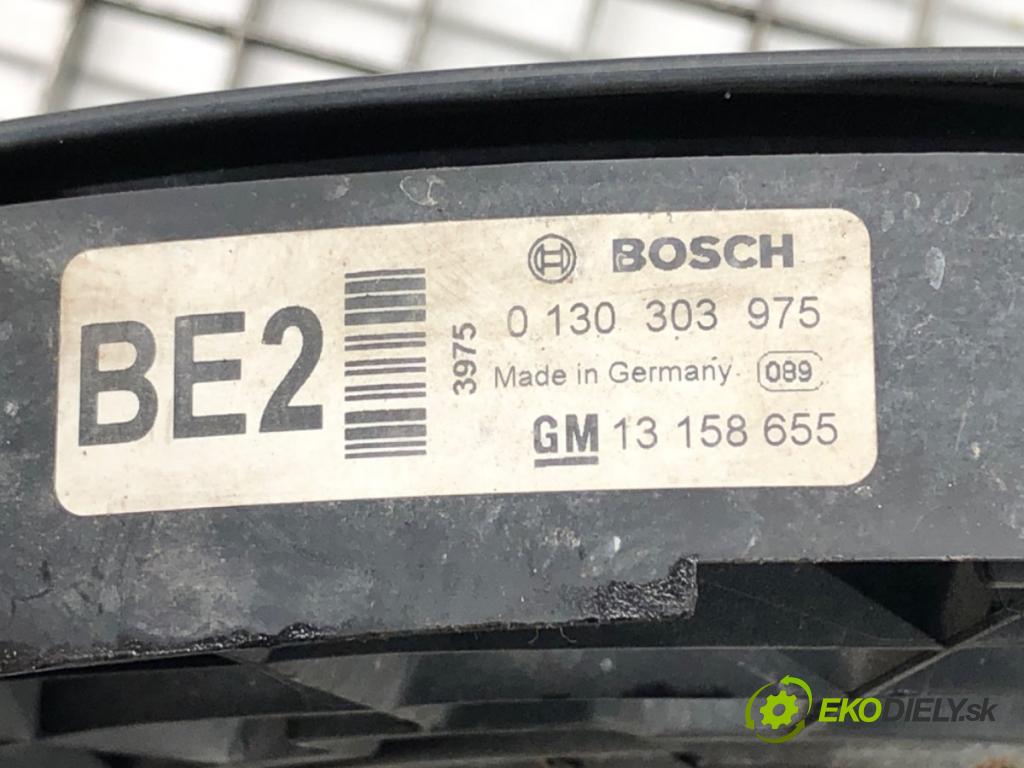 BE2
3975
BOSCH
0 130 303 975
Made in Germany 089
GM 13 158 655
EKODIELY.sk